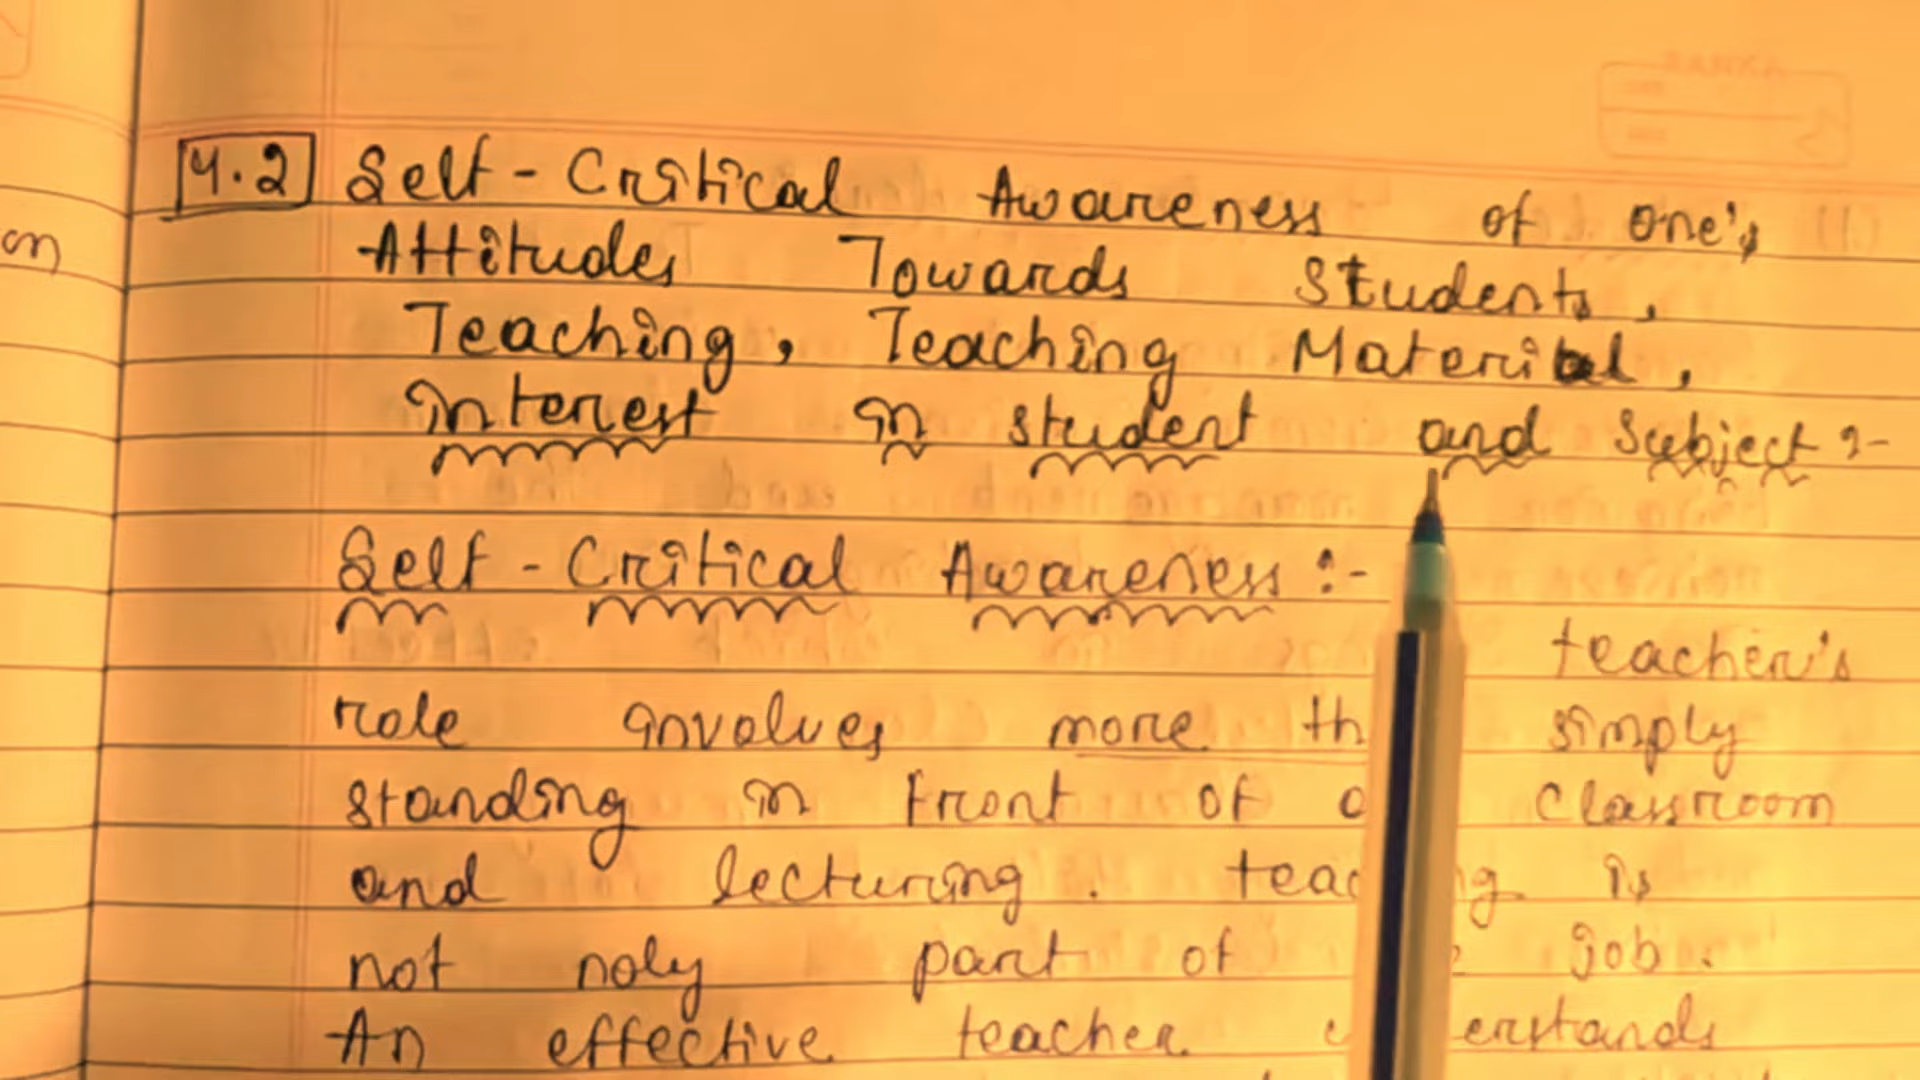 on
4.2 Self-Critical Awareness of one's
Attitudes Towards Students,
Teaching, Teaching Material,
interest in student and subject :-
Self-Critical Awareness :-
teacher's
role involves more th simply
standing in front of a classroom
and lecturing. teac g is
not noly part of job.
An effective teacher erstands